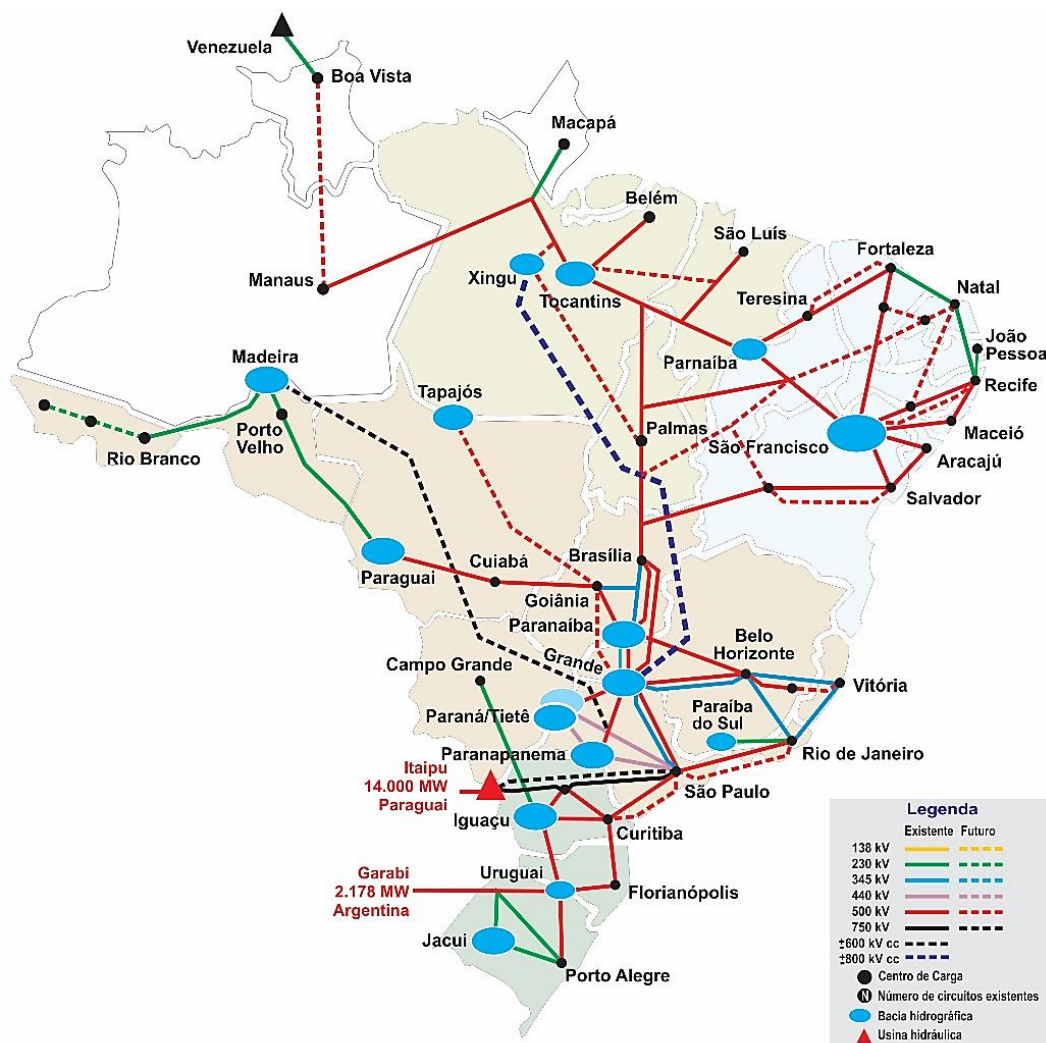 Venezuela
Boa Vista
Macapá
Belém
São Luís
Fortaleza
Manaus
Xingu
Tocantins
Teresina
Natal
João
Pessoa
Parnaíba
Recife
Madeira
Tapajós
Porto
Velho
Rio Branco
Palmas
São Francisco
Maceió
Aracajú
Salvador
Paraguai
Cuiabá
Brasília
Goiânia
Paranaíba
Grande
Belo
Horizonte
Campo Grande
Vitória
Paraná/Tietê
Paraíba
do Sul
Paranapanema
Rio de Janeiro
Itaipu
14.000 MW
Paraguai
São Paulo
Iguaçu
Curitiba
Garabi
2.178 MW
Argentina
Uruguai
Florianópolis
Jacui
Porto Alegre
Legenda
Existente Futuro
138 kV
230 kV
345 kV
440 kV
500 kV
750 kV
±600 kV cc
±800 kV cc
Centro de Carga
N Número de circuitos existentes
Bacia hidrográfica
Usina hidráulica